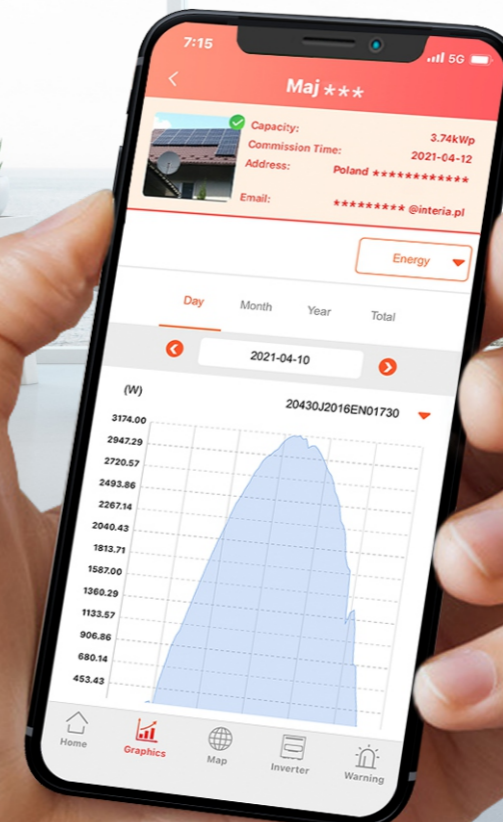 7:15
5G
Maj ***
Capacity: 3.74kWp
Commission Time: 2021-04-12
Address: Poland ************
Email: ********* @interia.pl
Energy
Day Month Year Total
2021-04-10
(W) 20430J2016EN01730
3174.00
2947.29
2720.57
2493.86
2267.14
2040.43
1813.71
1587.00
1360.29
1133.57
906.86
680.14
453.43
Home Graphics Map Inverter Warning